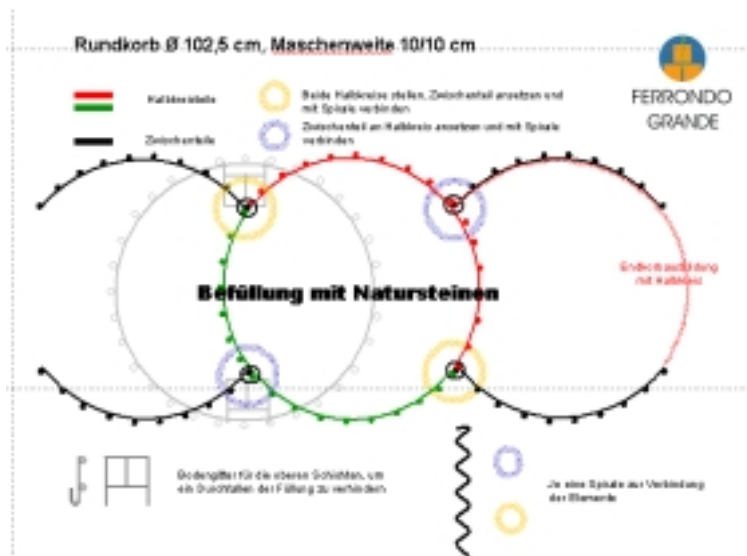 Rundkorb Ø 102,5 cm, Maschenweite 10/10 cm
FERRONDO
GRANDE
Halbkreisteile
Beide Halbkreise stellen, Zwischenteil ansetzen und
mit Spirale verbinden
Zwischenteile
Zwischenteil an Halbkreis ansetzen und mit Spirale
verbinden
Endkorbausbildung
mit Halbkreis
Befüllung mit Natursteinen
Bodengitter für die oberen Schichten, um
ein Durchfallen der Füllung zu verhindern
Je eine Spirale zur Verbindung
der Elemente